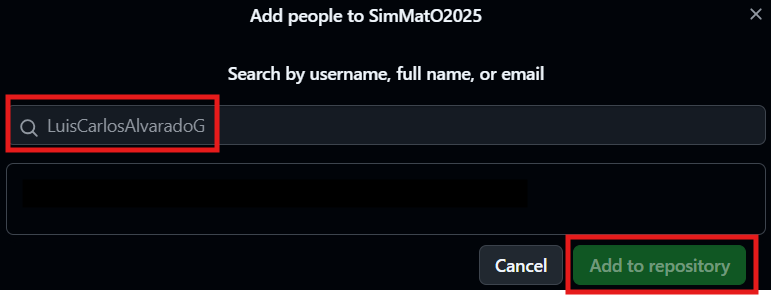 Add people to SimMatO2025
Search by username, full name, or email
LuisCarlosAlvaradoG
Cancel
Add to repository